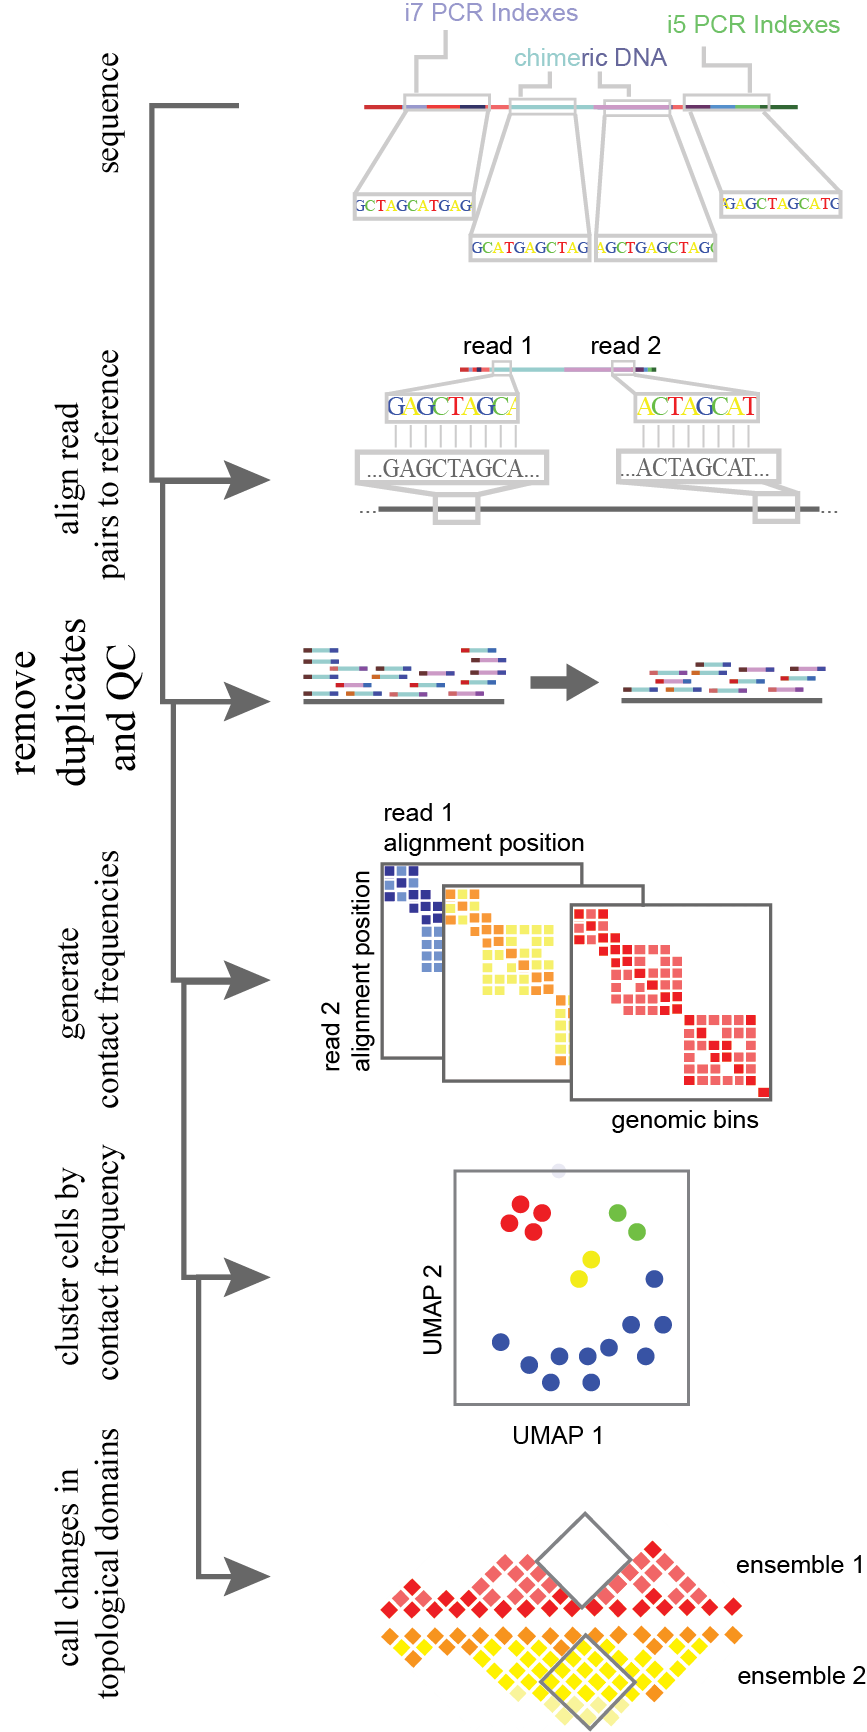 i7 PCR Indexes
i5 PCR Indexes
chimeric DNA
sequence
GCTAGCATGAG
GAGCTAGCATG
GCATGAGCTAG
AGCTGAGCTAGC
read 1
read 2
align read
pairs to reference
GAGCTAGCA
ACTAGCAT
...GAGCTAGCA...
...ACTAGCAT...
...
...
remove
duplicates
and QC
read 1
alignment position
read 2
alignment position
generate
contact frequencies
genomic bins
cluster cells by
contact frequency
UMAP 2
UMAP 1
call changes in
topological domains
ensemble 1
ensemble 2